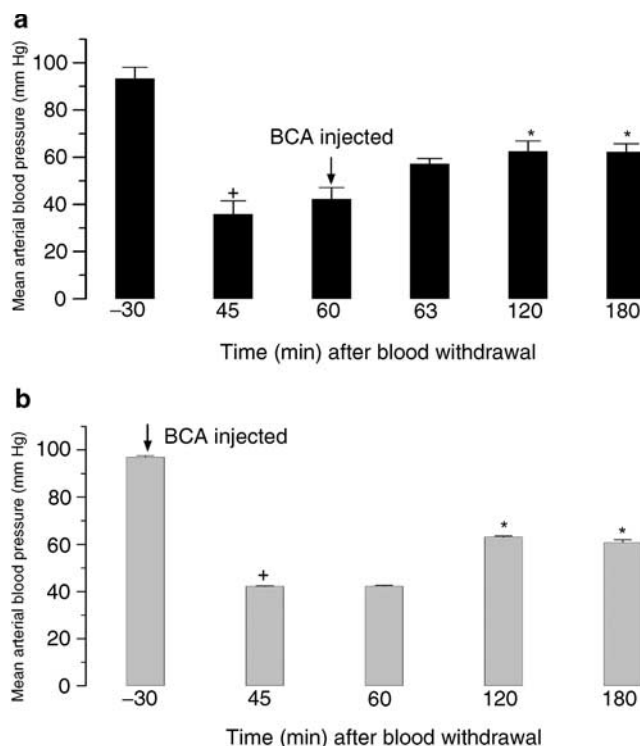 a
Mean arterial blood pressure (mm Hg)
100
80
60
40
20
0
BCA injected
+
*
*
−30 45 60 63 120 180
Time (min) after blood withdrawal
b
Mean arterial blood pressure (mm Hg)
100
80
60
40
20
0
BCA injected
+
*
*
−30 45 60 120 180
Time (min) after blood withdrawal